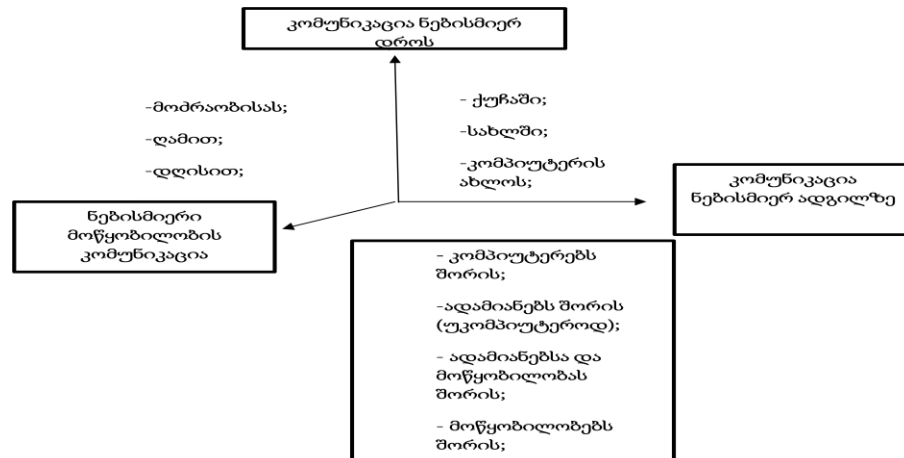 კომუნიკაცია ნებისმიერ
დროს
-მოძრაობისას;
-ღამით;
-დღისით;
- ქუჩაში;
-სახლში;
-კომპიუტერის
ახლოს;
კომუნიკაცია
ნებისმიერ ადგილზე
ნებისმიერი
მოწყობილობის
კომუნიკაცია
- კომპიუტერებს
შორის;
-ადამიანებს შორის
(უკომპიუტეროდ);
- ადამიანებსა და
მოწყობილობას
შორის;
- მოწყობილობებს
შორის;